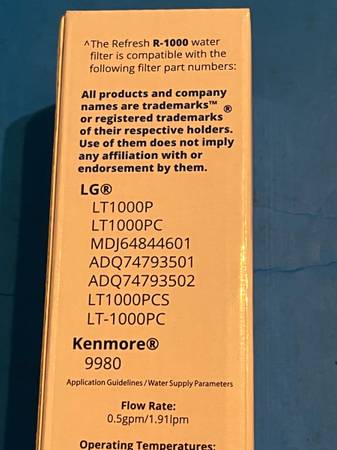 ^The Refresh R-1000 water
filter is compatible with the
following filter part numbers:
All products and company
names are trademarks™ ®
or registered trademarks
of their respective holders.
Use of them does not imply
any affiliation with or
endorsement by them.
LG®
LT1000P
LT1000PC
MDJ64844601
ADQ74793501
ADQ74793502
LT1000PCS
LT-1000PC
Kenmore®
9980
Application Guidelines / Water Supply Parameters
Flow Rate:
0.5gpm/1.91lpm
Operating Temperatures: